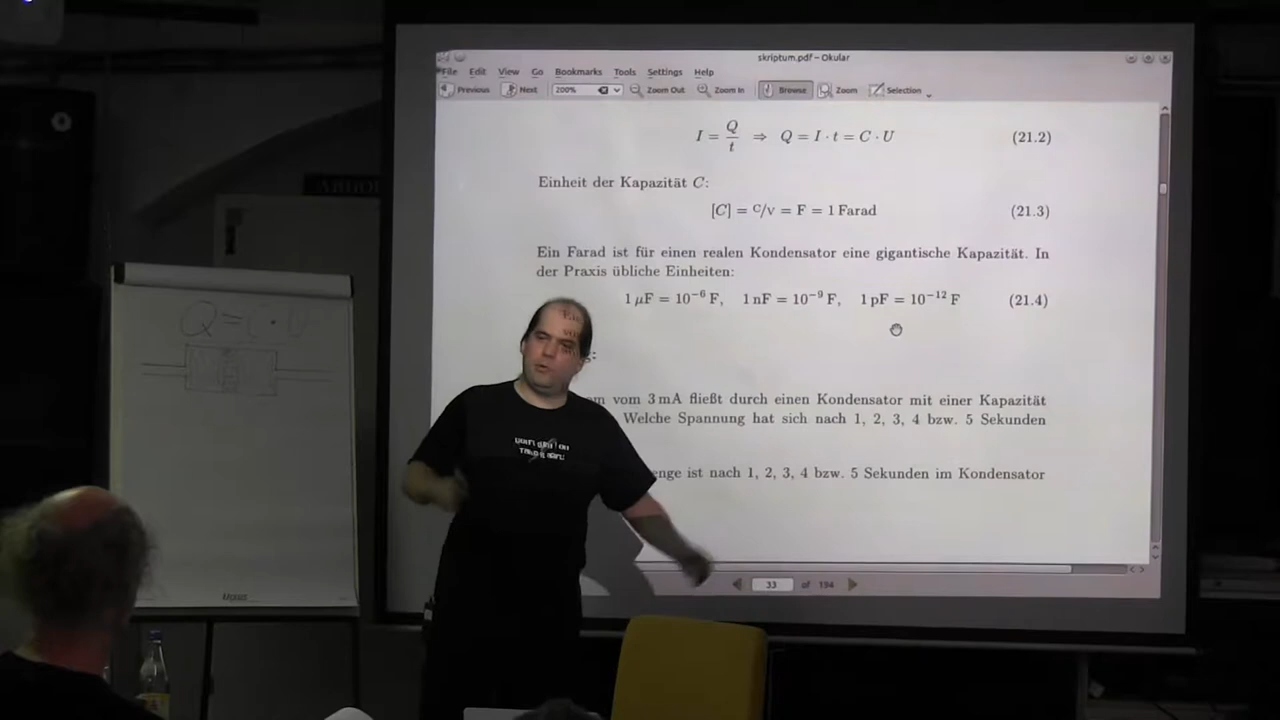 skriptum.pdf – Okular
File Edit View Go Bookmarks Tools Settings Help
Previous Next 200% Zoom Out Zoom In Browse Zoom Selection
I = Q/t ⇒ Q = I · t = C · U (21.2)
Einheit der Kapazität C:
[C] = C/V = F = 1 Farad (21.3)
Ein Farad ist für einen realen Kondensator eine gigantische Kapazität. In
der Praxis übliche Einheiten:
1 μF = 10⁻⁶ F, 1 nF = 10⁻⁹ F, 1 pF = 10⁻¹² F (21.4)
vom 3 mA fließt durch einen Kondensator mit einer Kapazität
Welche Spannung hat sich nach 1, 2, 3, 4 bzw. 5 Sekunden
ist nach 1, 2, 3, 4 bzw. 5 Sekunden im Kondensator
33 of 194
Q = C · U